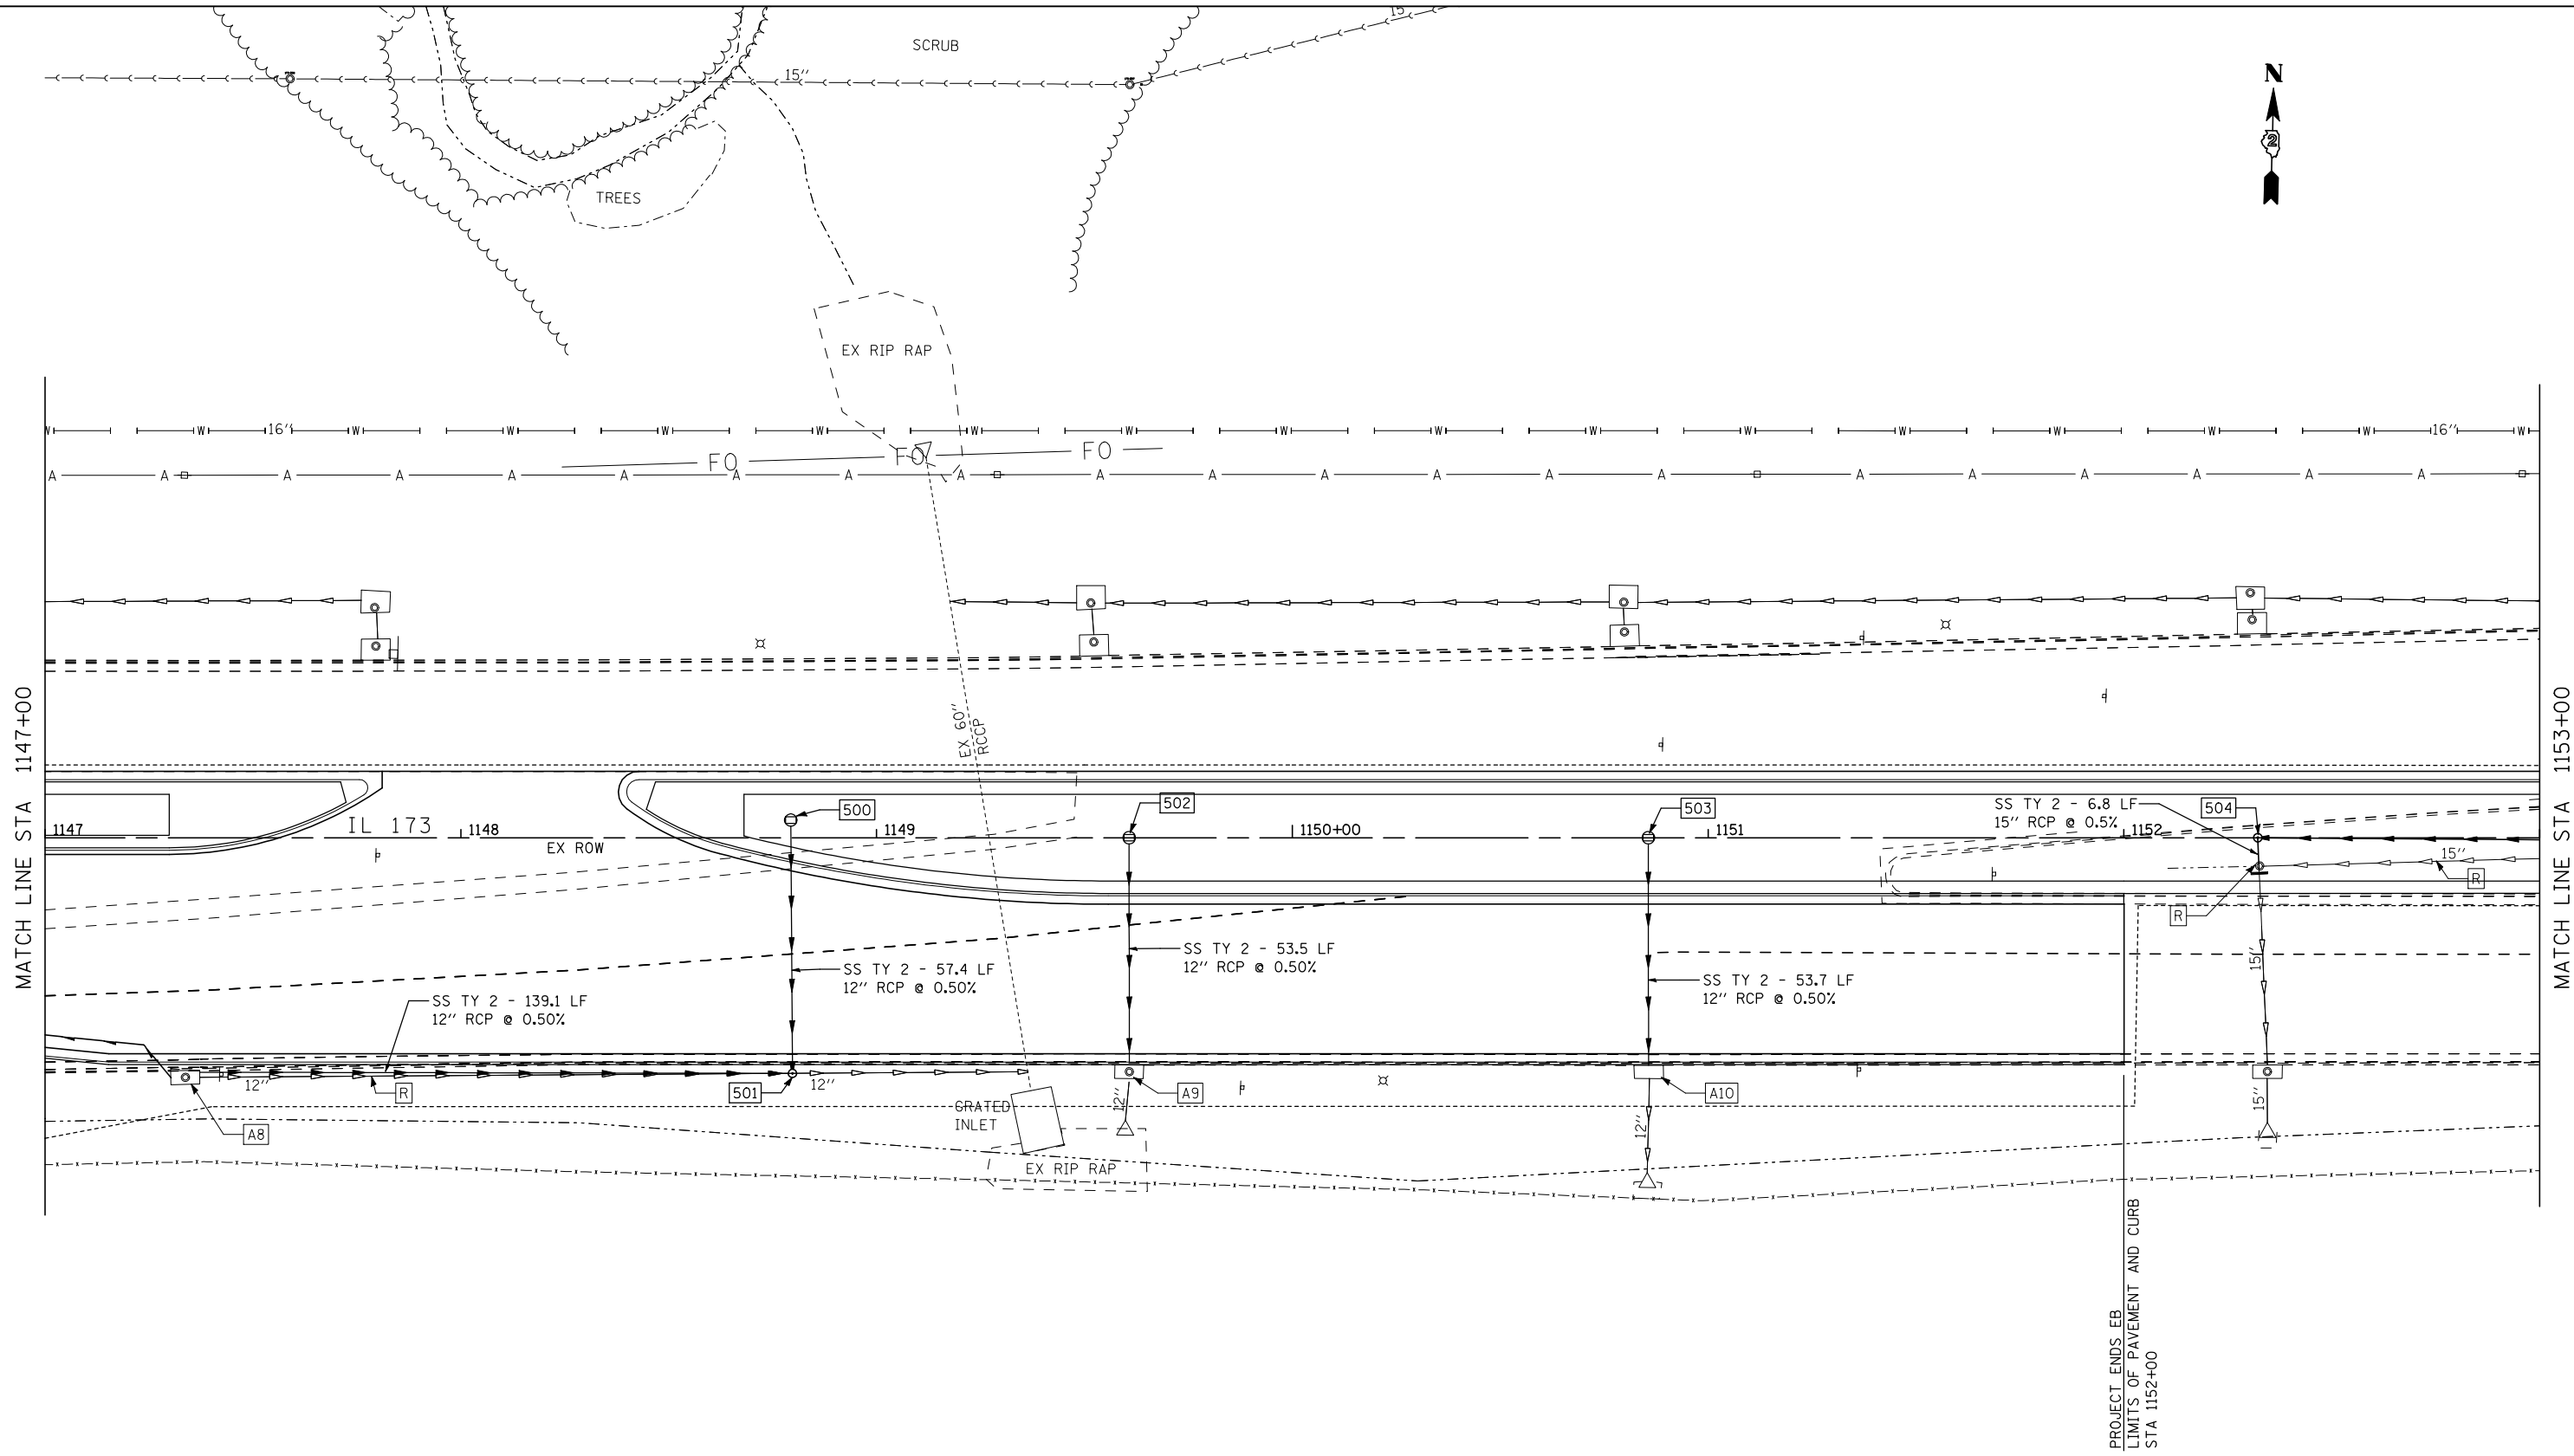 15
SCRUB
15''
N
2
TREES
EX RIP RAP
W 16'' W W W W W W W W W W W W W W W 16'' W
FO FO FO
A A A A A A A A A A A A A A A A A A A A A A
MATCH LINE STA 1147+00
MATCH LINE STA 1153+00
EX 60''
RCCP
500
502
503
SS TY 2 - 6.8 LF
15'' RCP @ 0.5%
504
1147
IL 173
1148
1149
1150+00
1151
1152
EX ROW
15''
R
R
SS TY 2 - 57.4 LF
12'' RCP @ 0.50%
SS TY 2 - 53.5 LF
12'' RCP @ 0.50%
SS TY 2 - 53.7 LF
12'' RCP @ 0.50%
15''
SS TY 2 - 139.1 LF
12'' RCP @ 0.50%
12''
R
501
12''
A8
GRATED
INLET
12''
A9
12''
A10
15''
EX RIP RAP
PROJECT ENDS EB
LIMITS OF PAVEMENT AND CURB
STA 1152+00